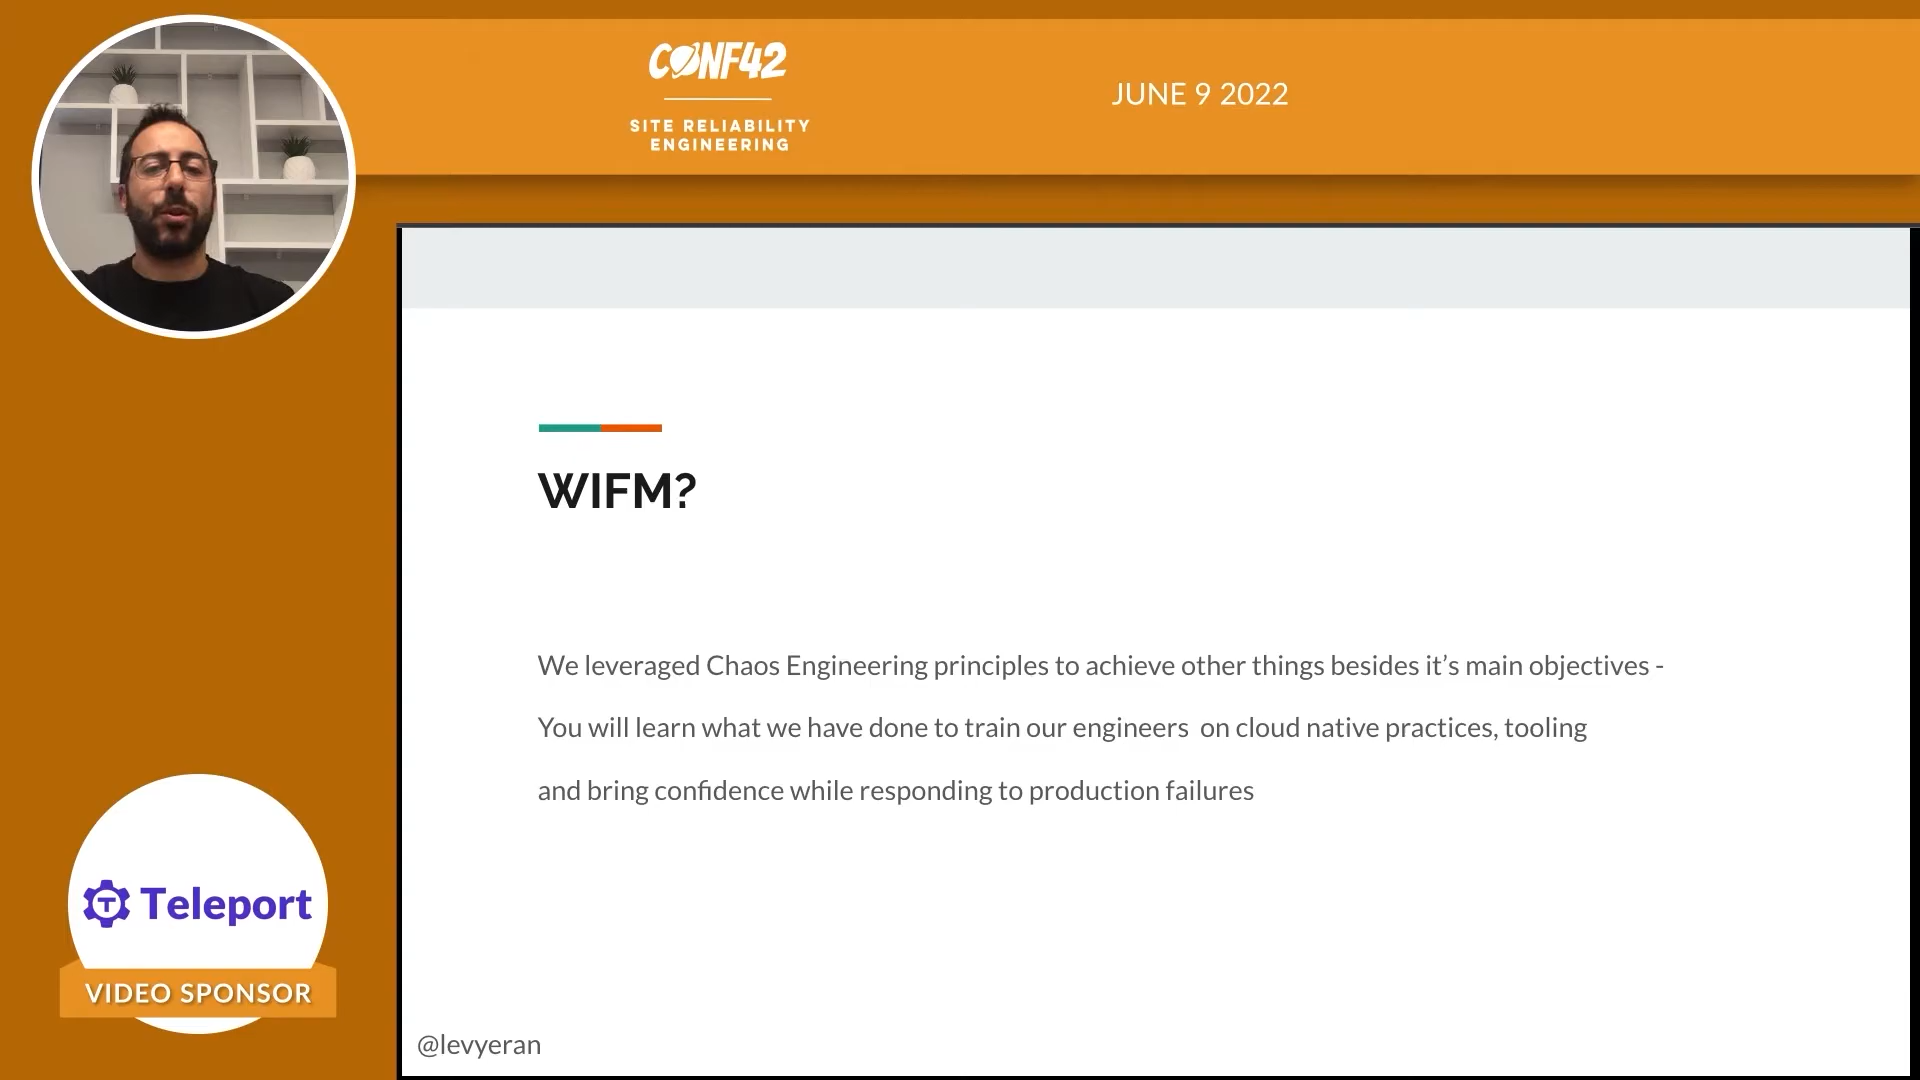 CONF42
SITE RELIABILITY
ENGINEERING
JUNE 9 2022
WIFM?
We leveraged Chaos Engineering principles to achieve other things besides it’s main objectives -
You will learn what we have done to train our engineers  on cloud native practices, tooling
and bring confidence while responding to production failures
Teleport
VIDEO SPONSOR
@levyeran